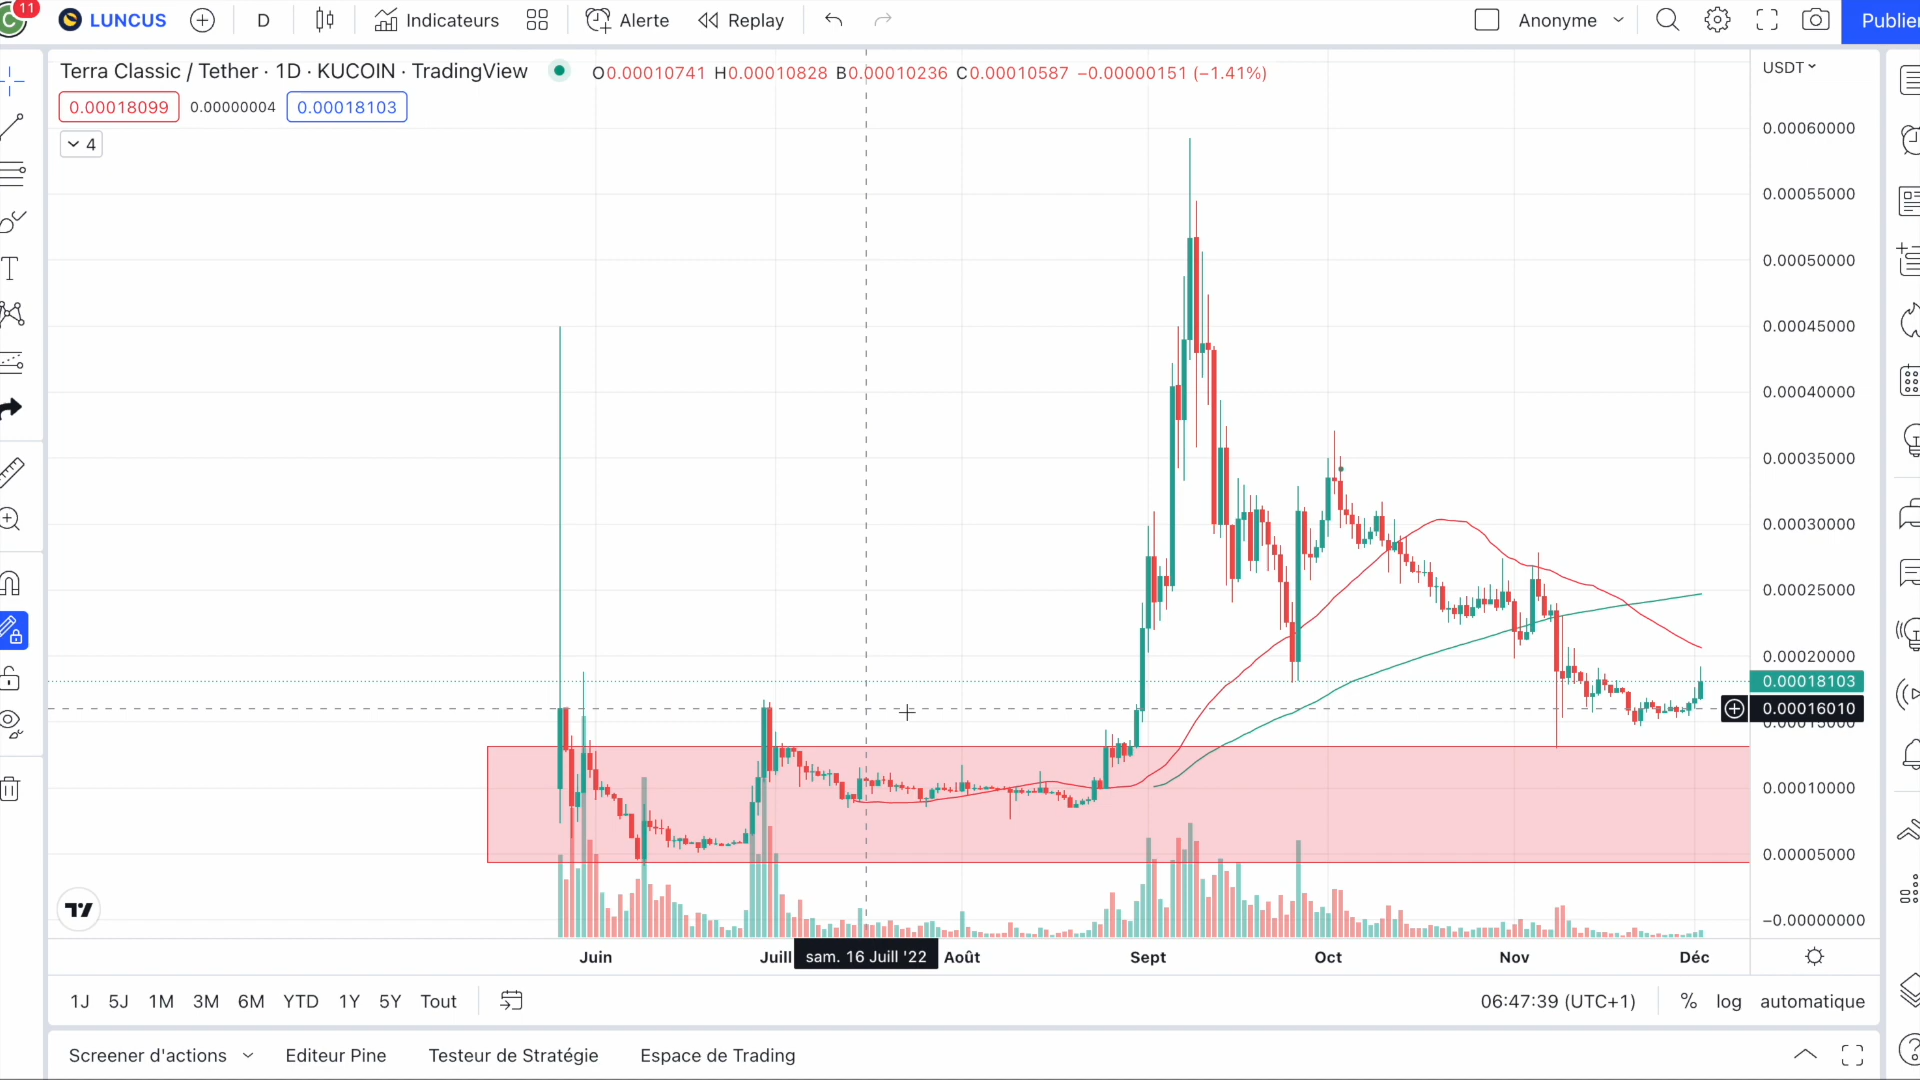 11
LUNCUS
D
Indicateurs
Alerte
Replay
Anonyme
Publier
Terra Classic / Tether · 1D · KUCOIN · TradingView
O0.00010741 H0.00010828 B0.00010236 C0.00010587 −0.00000151 (−1.41%)
USDT
0.00018099
0.00000004
0.00018103
4
0.00060000
0.00055000
0.00050000
0.00045000
0.00040000
0.00035000
0.00030000
0.00025000
0.00020000
0.00018103
0.00016010
0.00015000
0.00010000
0.00005000
−0.00000000
Juin
Juill
sam. 16 Juill '22
Août
Sept
Oct
Nov
Déc
1J 5J 1M 3M 6M YTD 1Y 5Y Tout
06:47:39 (UTC+1)
% log automatique
Screener d'actions
Editeur Pine
Testeur de Stratégie
Espace de Trading